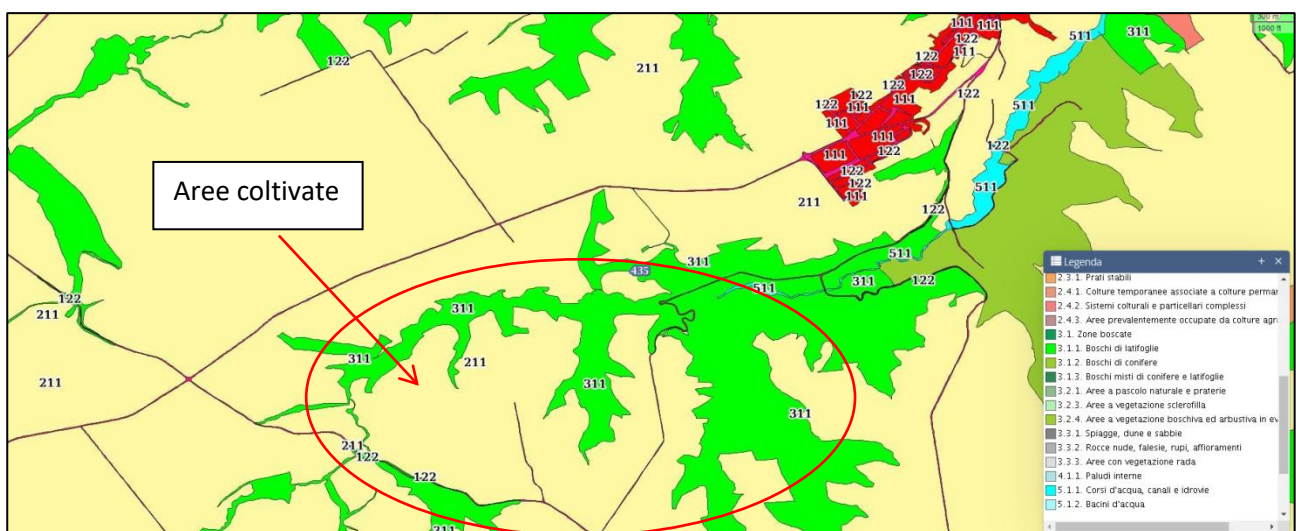 Aree coltivate
300 m
1000 ft
111
111
122
111
122
122
122
122
122
111
111
111
122
111
122
111
122
122
122
111
122
211
211
511
311
511
511
122
511
122
122
311
435
511
311
122
511
311
211
311
311
311
211
122
122
311
122
211
211
Legenda + ×
2.3.1. Prati stabili
2.4.1. Colture temporanee associate a colture perma
2.4.2. Sistemi colturali e particellari complessi
2.4.3. Aree prevalentemente occupate da colture agra
3.1. Zone boscate
3.1.1. Boschi di latifoglie
3.1.2. Boschi di conifere
3.1.3. Boschi misti di conifere e latifoglie
3.2.1. Aree a pascolo naturale e praterie
3.2.3. Aree a vegetazione sclerofilla
3.2.4. Aree a vegetazione boschiva ed arbustiva in ev
3.3.1. Spiagge, dune e sabbie
3.3.2. Rocce nude, falesie, rupi, affioramenti
3.3.3. Aree con vegetazione rada
4.1.1. Paludi interne
5.1.1. Corsi d'acqua, canali e idrovie
5.1.2. Bacini d'acqua